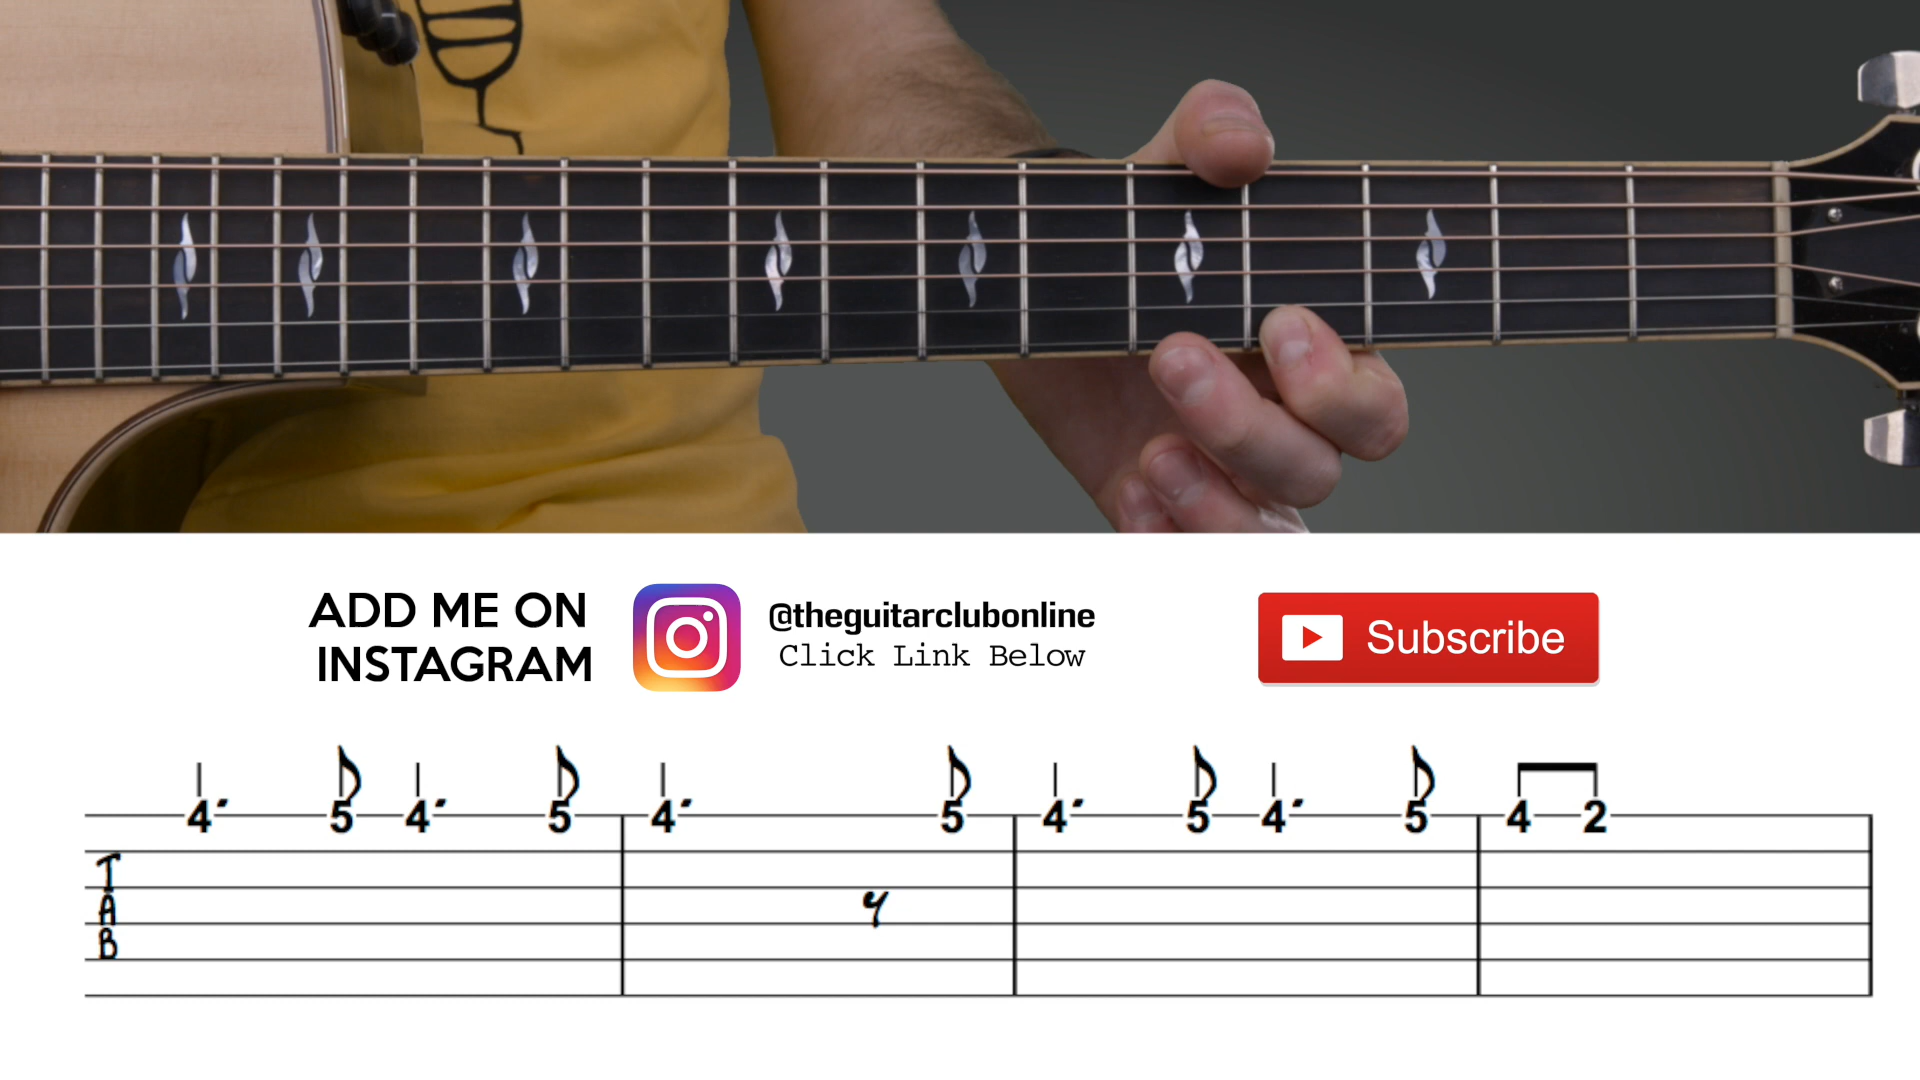 ADD ME ON
INSTAGRAM
@theguitarclubonline
Click Link Below
Subscribe
4 5 4 5 4 5 4 5 4 5 4 2
T
A
B